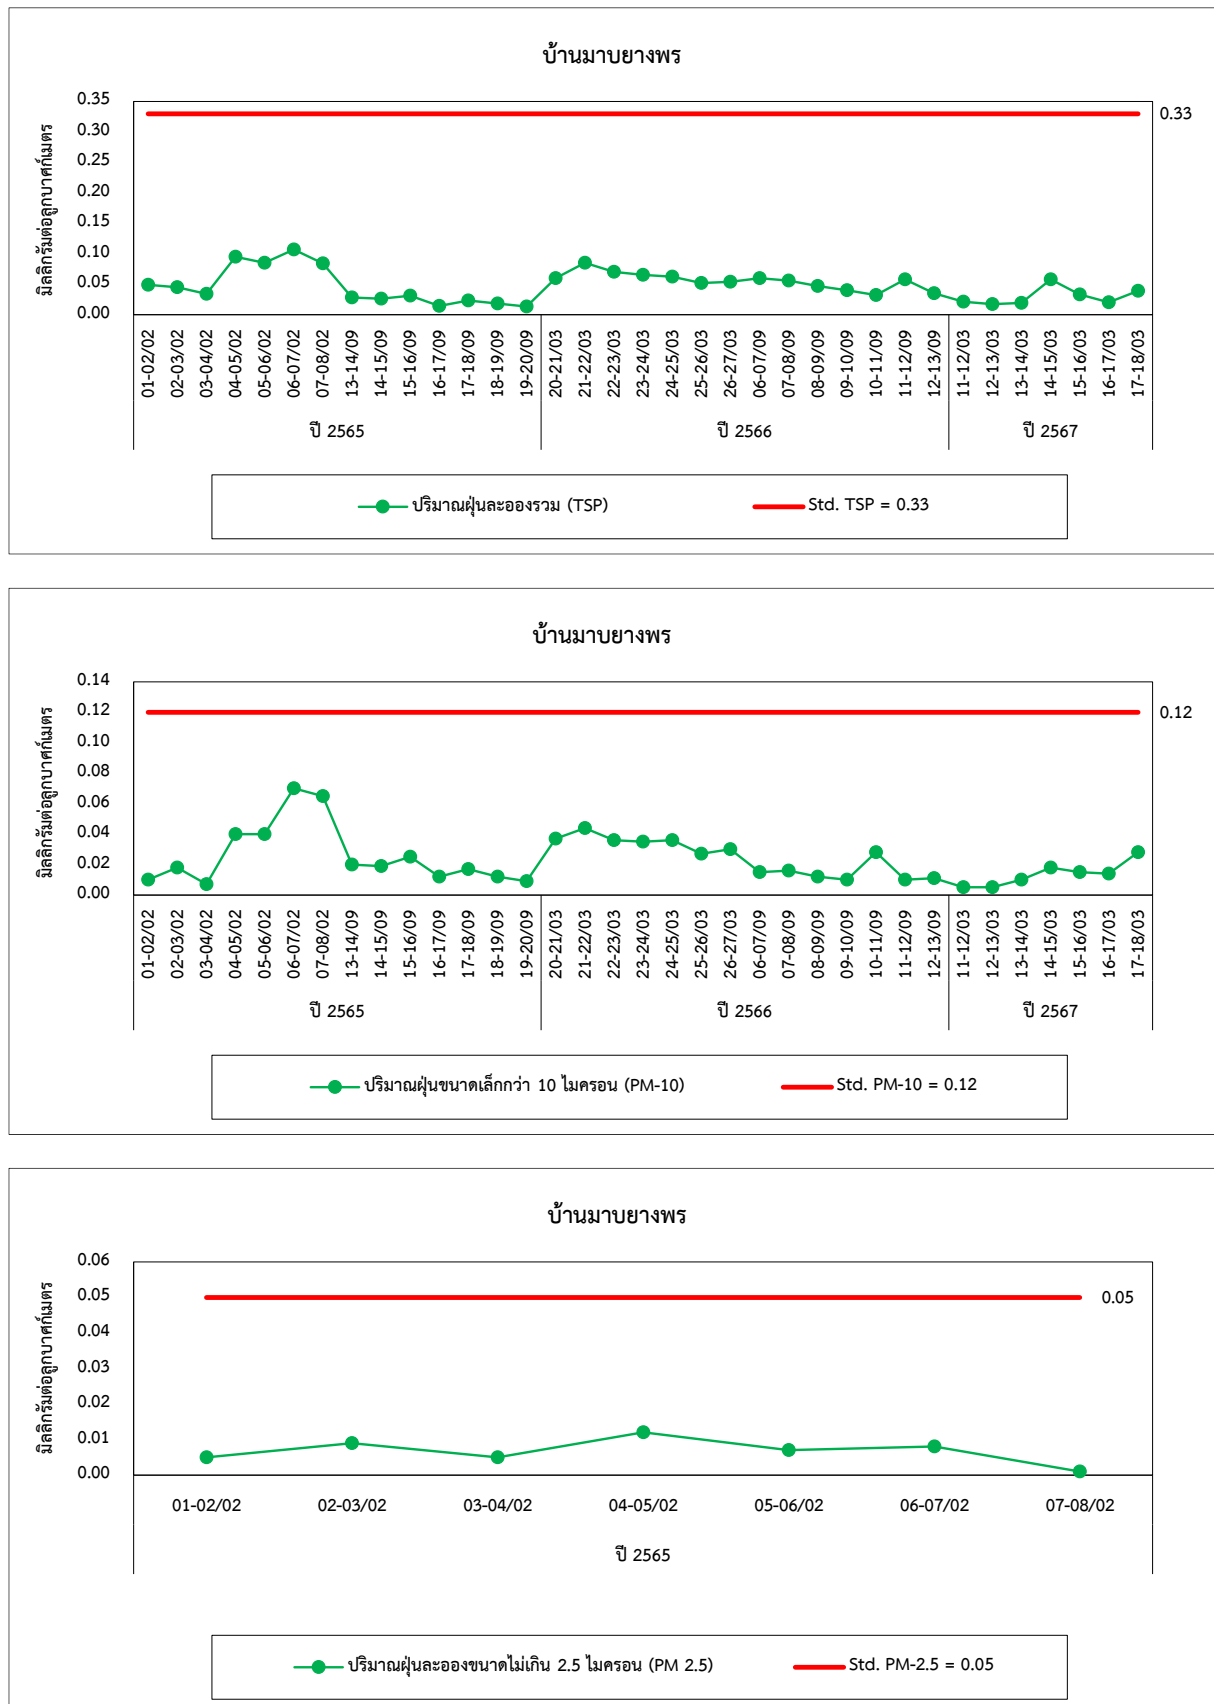 บ้านมาบยางพร
มิลลิกรัมต่อลูกบาศก์เมตร
0.35
0.30
0.25
0.20
0.15
0.10
0.05
0.00
0.33
01-02/02 02-03/02 03-04/02 04-05/02 05-06/02 06-07/02 07-08/02 13-14/09 14-15/09 15-16/09 16-17/09 17-18/09 18-19/09 19-20/09 20-21/03 21-22/03 22-23/03 23-24/03 24-25/03 25-26/03 26-27/03 06-07/09 07-08/09 08-09/09 09-10/09 10-11/09 11-12/09 12-13/09 11-12/03 12-13/03 13-14/03 14-15/03 15-16/03 16-17/03 17-18/03
ปี 2565 ปี 2566 ปี 2567
ปริมาณฝุ่นละอองรวม (TSP) Std. TSP = 0.33
บ้านมาบยางพร
มิลลิกรัมต่อลูกบาศก์เมตร
0.14
0.12
0.10
0.08
0.06
0.04
0.02
0.00
0.12
01-02/02 02-03/02 03-04/02 04-05/02 05-06/02 06-07/02 07-08/02 13-14/09 14-15/09 15-16/09 16-17/09 17-18/09 18-19/09 19-20/09 20-21/03 21-22/03 22-23/03 23-24/03 24-25/03 25-26/03 26-27/03 06-07/09 07-08/09 08-09/09 09-10/09 10-11/09 11-12/09 12-13/09 11-12/03 12-13/03 13-14/03 14-15/03 15-16/03 16-17/03 17-18/03
ปี 2565 ปี 2566 ปี 2567
ปริมาณฝุ่นขนาดเล็กกว่า 10 ไมครอน (PM-10) Std. PM-10 = 0.12
บ้านมาบยางพร
มิลลิกรัมต่อลูกบาศก์เมตร
0.06
0.05
0.04
0.03
0.02
0.01
0.00
0.05
01-02/02 02-03/02 03-04/02 04-05/02 05-06/02 06-07/02 07-08/02
ปี 2565
ปริมาณฝุ่นละอองขนาดไม่เกิน 2.5 ไมครอน (PM 2.5) Std. PM-2.5 = 0.05